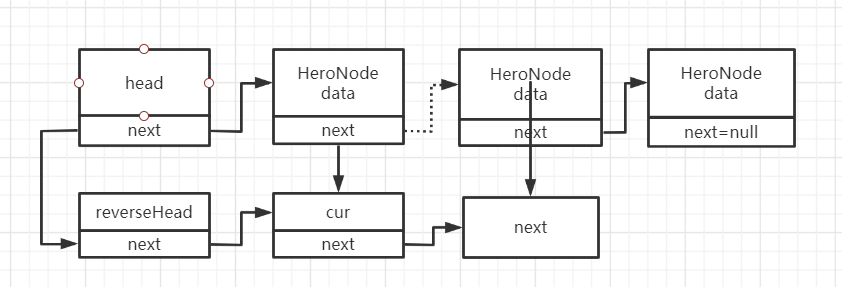 head
next
HeroNode
data
next
HeroNode
data
next
HeroNode
data
next=null
reverseHead
next
cur
next
next